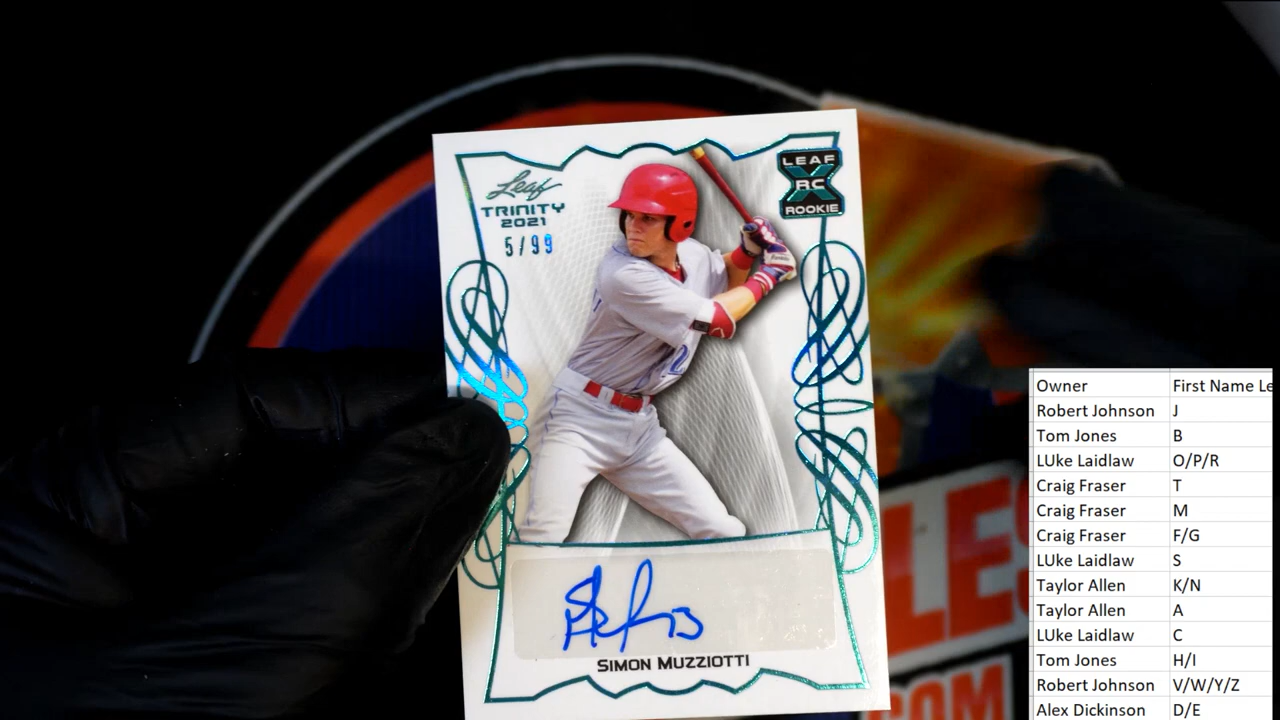 Leaf
TRINITY
2021
5/99
LEAF
X
RC
ROOKIE
SIMON MUZZIOTTI
LES
COM
Owner First Name Le
Robert Johnson J
Tom Jones B
LUke Laidlaw O/P/R
Craig Fraser T
Craig Fraser M
Craig Fraser F/G
LUke Laidlaw S
Taylor Allen K/N
Taylor Allen A
LUke Laidlaw C
Tom Jones H/I
Robert Johnson V/W/Y/Z
Alex Dickinson D/E